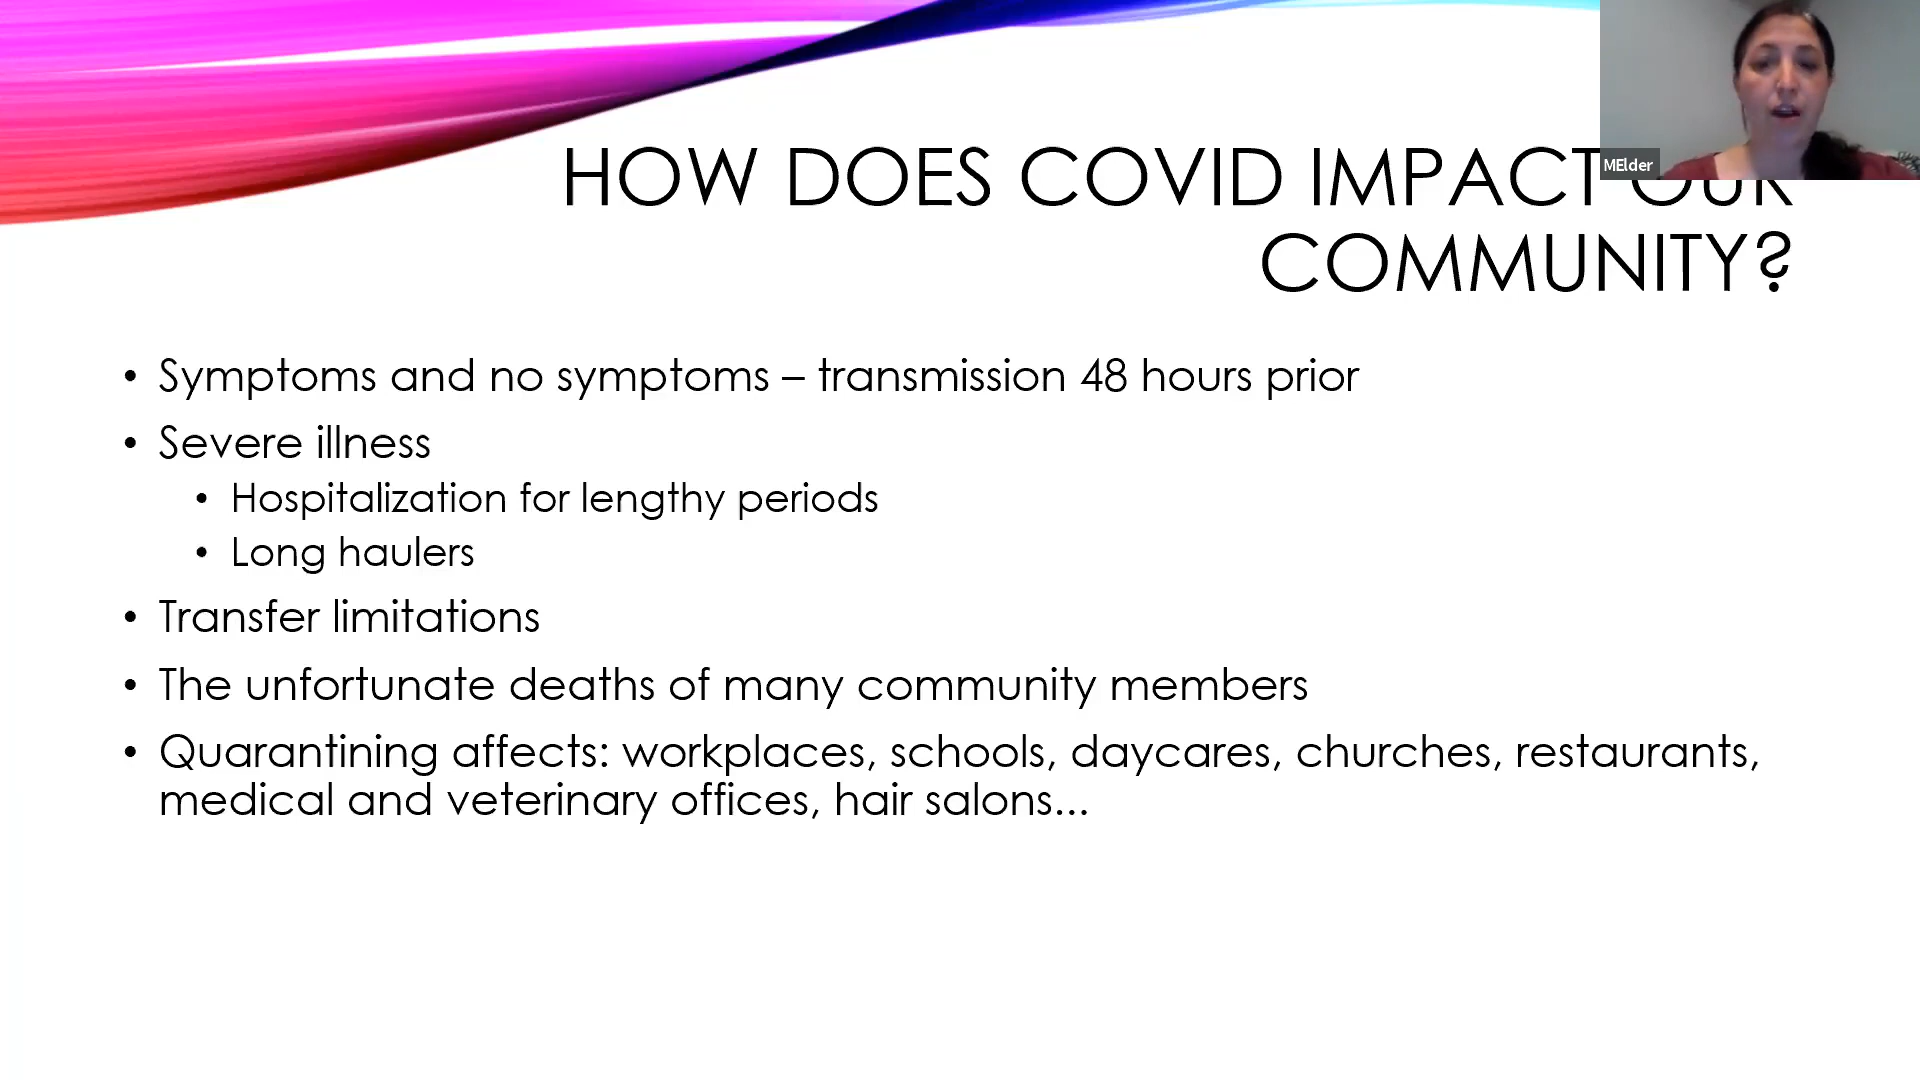 MElder
HOW DOES COVID IMPACT OUR
COMMUNITY?
• Symptoms and no symptoms – transmission 48 hours prior
• Severe illness
• Hospitalization for lengthy periods
• Long haulers
• Transfer limitations
• The unfortunate deaths of many community members
• Quarantining affects: workplaces, schools, daycares, churches, restaurants,
medical and veterinary offices, hair salons...